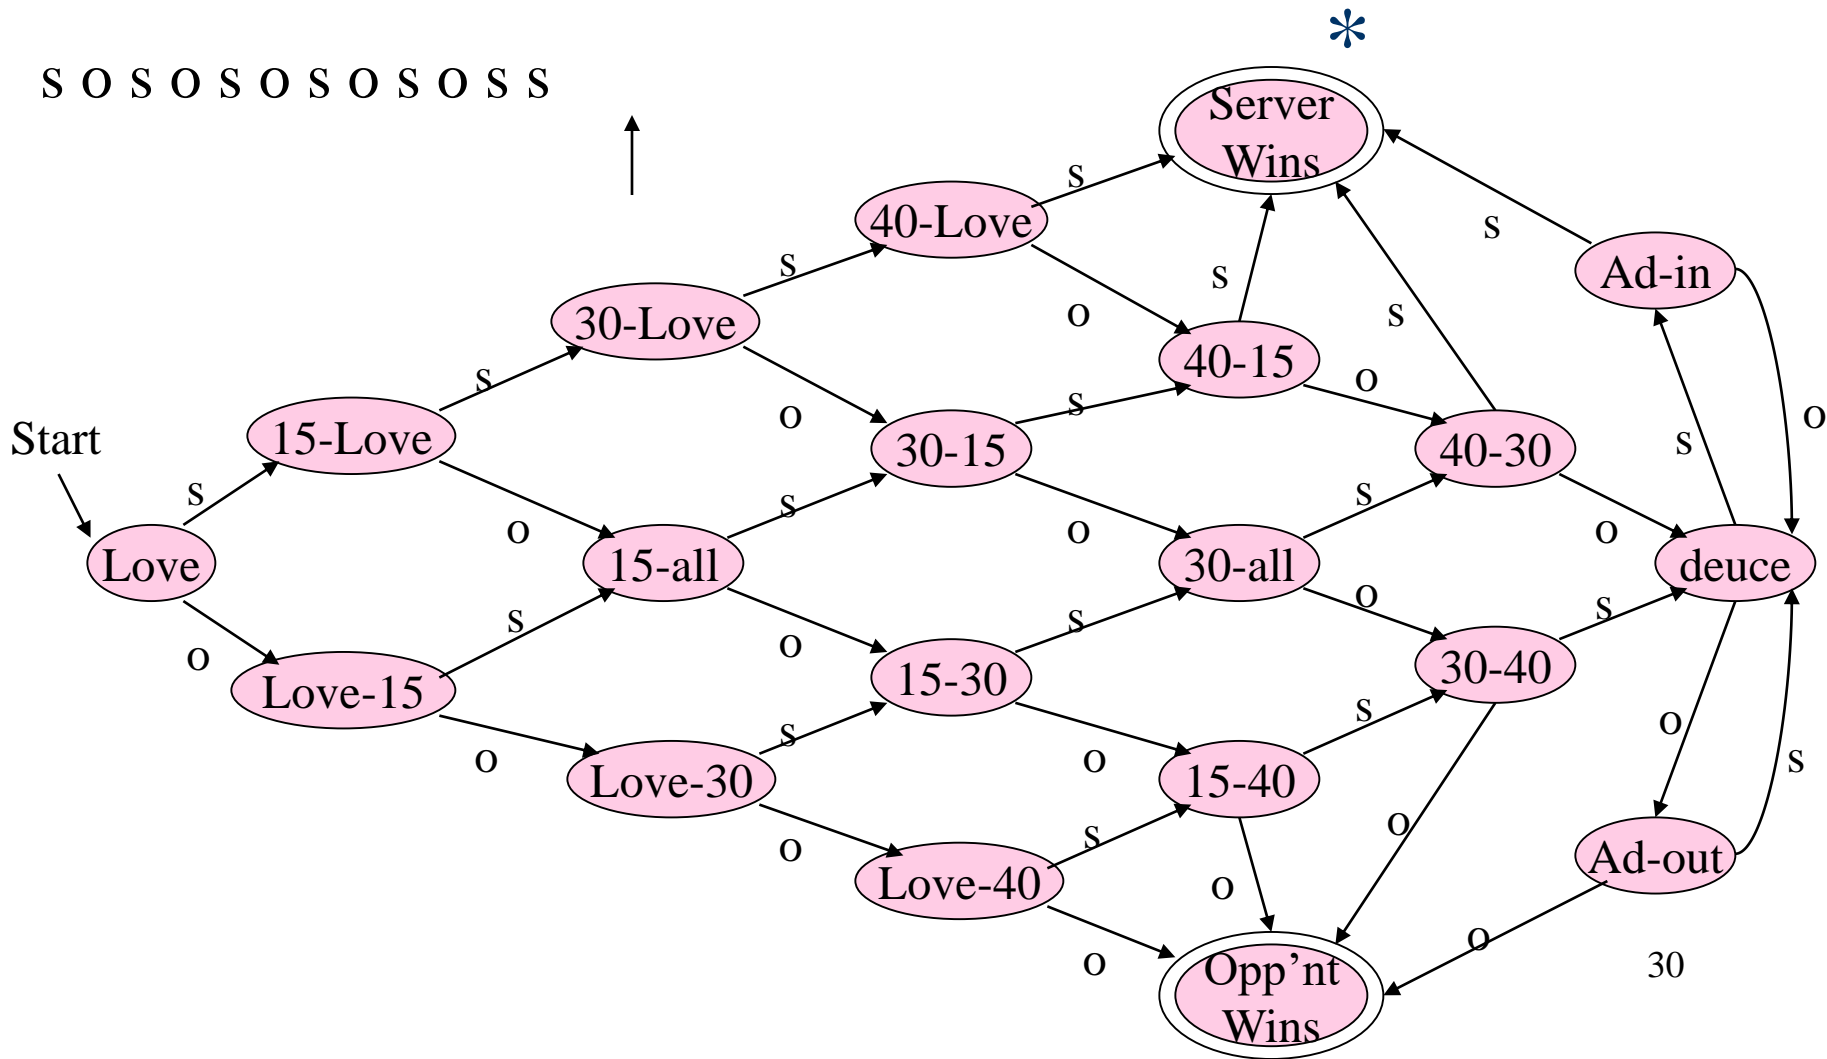 *
s o s o s o s o s o s s
Server
Wins
s
40-Love
s
s
Ad-in
s
30-Love
s
o
s
40-15
s
o
o
s
o
Start
15-Love
o
s
30-15
40-30
s
s
s
s
o
o
o
Love
15-all
30-all
deuce
o
s
s
s
o
o
15-30
30-40
Love-15
s
o
o
s
o
o
s
Love-30
15-40
o
s
o
Love-40
Ad-out
o
o
o
Opp'nt
Wins
30